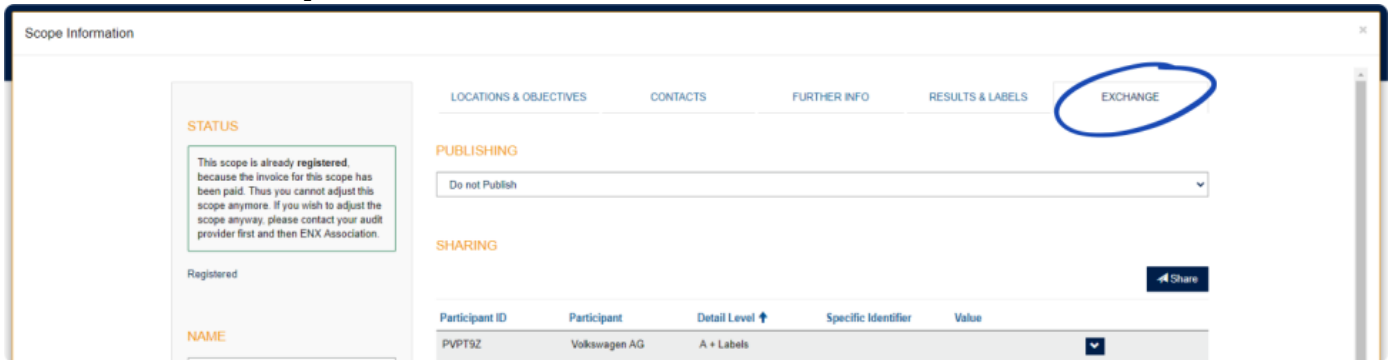 Scope Information
×
LOCATIONS & OBJECTIVES CONTACTS FURTHER INFO RESULTS & LABELS EXCHANGE
STATUS
This scope is already registered,
because the invoice for this scope has
been paid. Thus you cannot adjust this
scope anymore. If you wish to adjust the
scope anyway, please contact your audit
provider first and then ENX Association.
Registered
NAME
PUBLISHING
Do not Publish
SHARING
Share
Participant ID Participant Detail Level Specific Identifier Value
PVPT9Z Volkswagen AG A + Labels